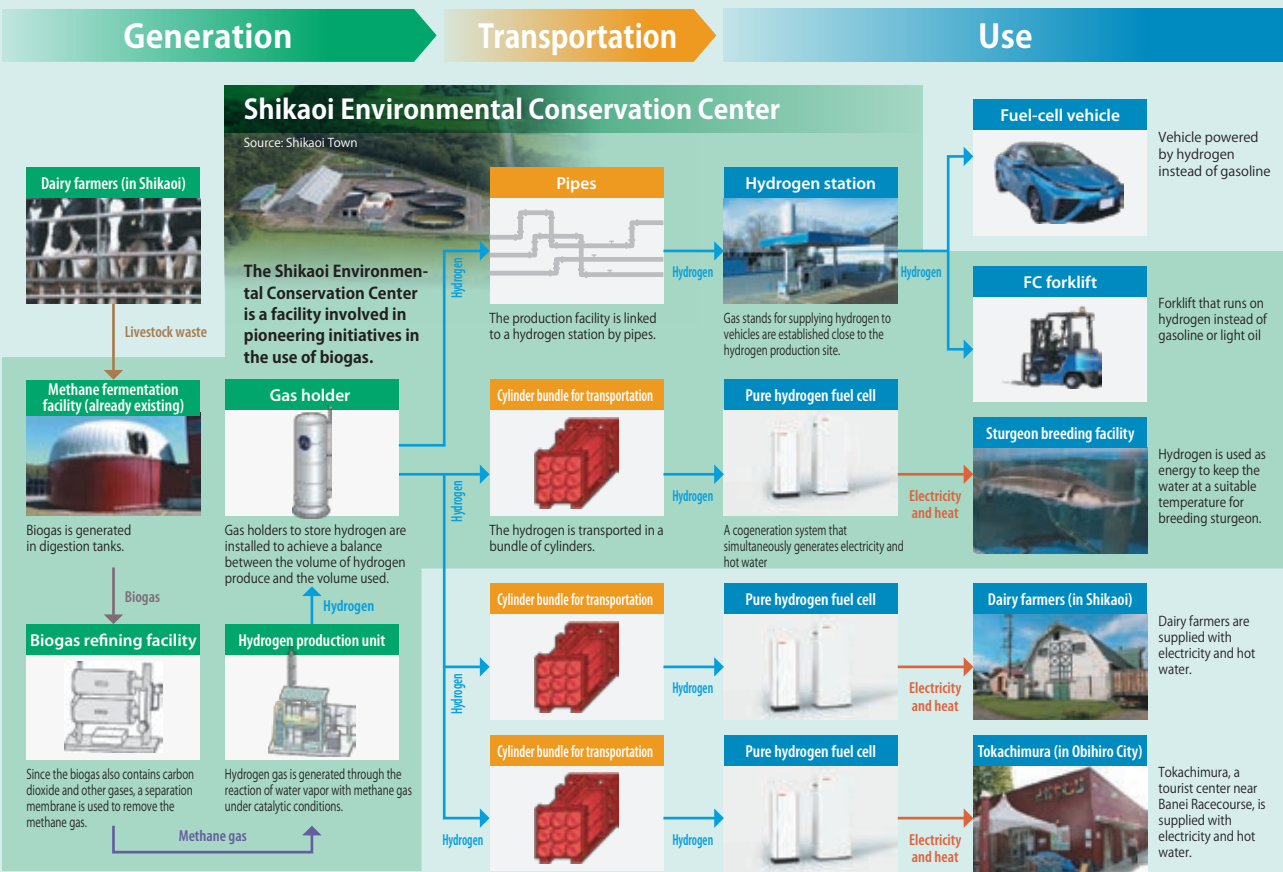 Generation
Transportation
Use
Shikaoi Environmental Conservation Center
Source: Shikaoi Town
The Shikaoi Environmen-
tal Conservation Center
is a facility involved in
pioneering initiatives in
the use of biogas.
Dairy farmers (in Shikaoi)
Livestock waste
Methane fermentation
facility (already existing)
Biogas is generated
in digestion tanks.
Biogas
Biogas refining facility
Since the biogas also contains carbon
dioxide and other gases, a separation
membrane is used to remove the
methane gas.
Methane gas
Hydrogen production unit
Hydrogen gas is generated through the
reaction of water vapor with methane gas
under catalytic conditions.
Hydrogen
Gas holder
Gas holders to store hydrogen are
installed to achieve a balance
between the volume of hydrogen
produce and the volume used.
Hydrogen
Pipes
The production facility is linked
to a hydrogen station by pipes.
Hydrogen
Hydrogen station
Gas stands for supplying hydrogen to
vehicles are established close to the
hydrogen production site.
Hydrogen
Fuel-cell vehicle
Vehicle powered
by hydrogen
instead of gasoline
FC forklift
Forklift that runs on
hydrogen instead of
gasoline or light oil
Hydrogen
Cylinder bundle for transportation
The hydrogen is transported in a
bundle of cylinders.
Hydrogen
Pure hydrogen fuel cell
A cogeneration system that
simultaneously generates electricity and
hot water
Electricity
and heat
Sturgeon breeding facility
Hydrogen is used as
energy to keep the
water at a suitable
temperature for
breeding sturgeon.
Hydrogen
Cylinder bundle for transportation
Hydrogen
Pure hydrogen fuel cell
Electricity
and heat
Dairy farmers (in Shikaoi)
Dairy farmers are
supplied with
electricity and hot
water.
Hydrogen
Cylinder bundle for transportation
Hydrogen
Pure hydrogen fuel cell
Electricity
and heat
Tokachimura (in Obihiro City)
Tokachimura, a
tourist center near
Banei Racecourse, is
supplied with
electricity and hot
water.